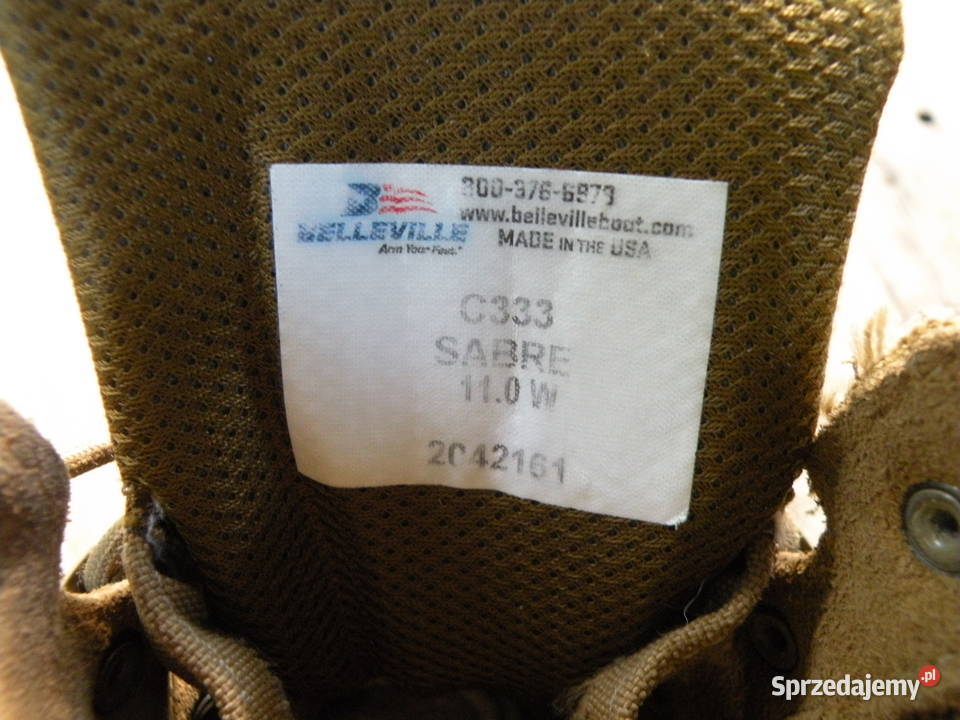 800-376-6978
www.bellevilleboot.com
MADE IN THE USA
BELLEVILLE
Arm Your Feet.
C333
SABRE
11.0 W
2042161
Sprzedajemy.pl